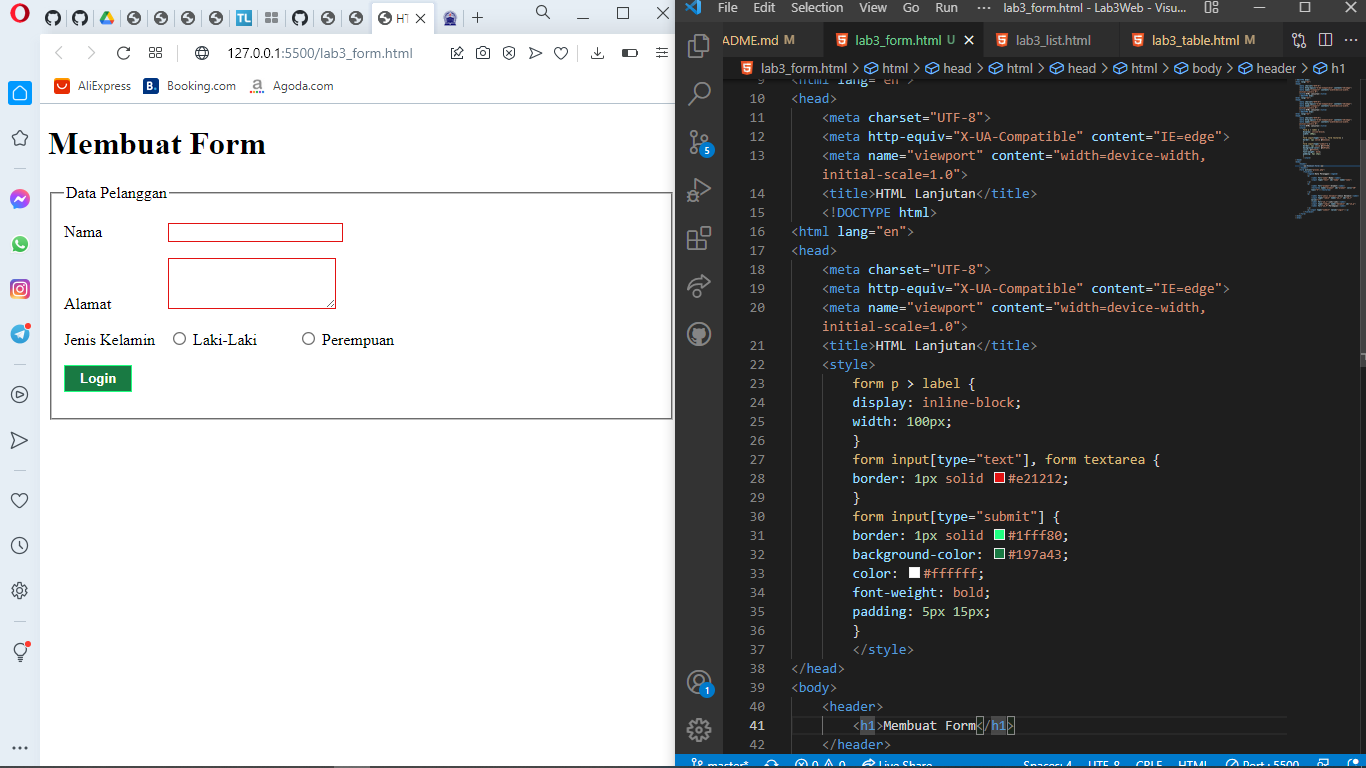 HT
TL
127.0.0.1:5500/lab3_form.html
AliExpress
B.
Booking.com
a
Agoda.com
Membuat Form
Data Pelanggan
Nama
Alamat
Jenis Kelamin
Laki-Laki
Perempuan
Login
File Edit Selection View Go Run ··· lab3_form.html - Lab3Web - Visu...
ADME.md M
lab3_form.html U
lab3_list.html
lab3_table.html M
lab3_form.html > html > head > html > head > html > body > header > h1
5
1
9 <html lang="en">
10 <head>
11 <meta charset="UTF-8">
12 <meta http-equiv="X-UA-Compatible" content="IE=edge">
13 <meta name="viewport" content="width=device-width,
initial-scale=1.0">
14 <title>HTML Lanjutan</title>
15 <!DOCTYPE html>
16 <html lang="en">
17 <head>
18 <meta charset="UTF-8">
19 <meta http-equiv="X-UA-Compatible" content="IE=edge">
20 <meta name="viewport" content="width=device-width,
initial-scale=1.0">
21 <title>HTML Lanjutan</title>
22 <style>
23 form p > label {
24 display: inline-block;
25 width: 100px;
26 }
27 form input[type="text"], form textarea {
28 border: 1px solid #e21212;
29 }
30 form input[type="submit"] {
31 border: 1px solid #1fff80;
32 background-color: #197a43;
33 color: #ffffff;
34 font-weight: bold;
35 padding: 5px 15px;
36 }
37 </style>
38 </head>
39 <body>
40 <header>
41 <h1>Membuat Form</h1>
42 </header>
master* 0 0 Live Share Spaces: 4 UTF-8 CRLF HTML Port : 5500